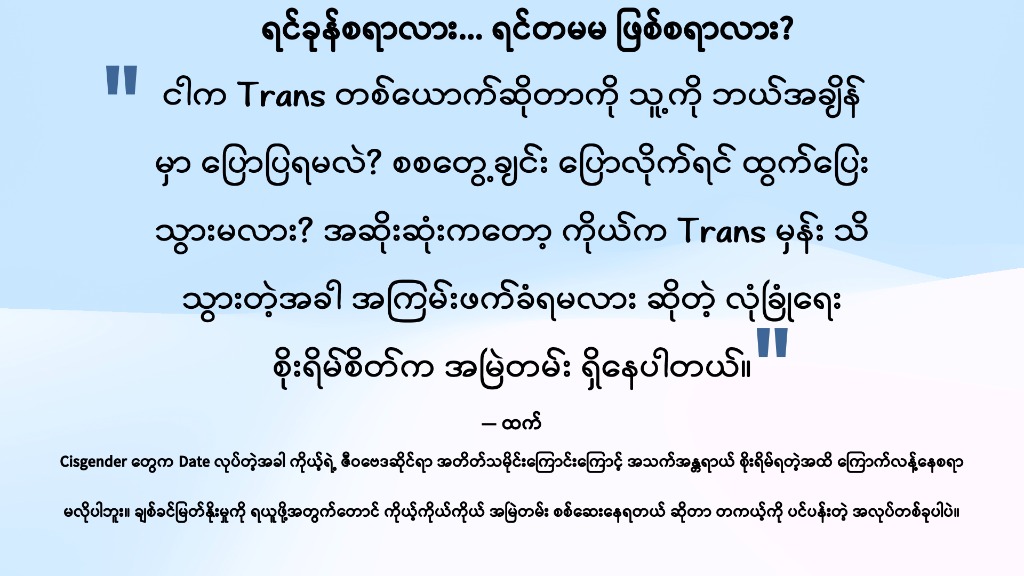 ရင်ခုန်စရာလား... ရင်တမမ ဖြစ်စရာလား?
" ငါက Trans တစ်ယောက်ဆိုတာကို သူ့ကို ဘယ်အချိန်
မှာ ပြောပြရမလဲ? စစတွေ့ချင်း ပြောလိုက်ရင် ထွက်ပြေး
သွားမလား? အဆိုးဆုံးကတော့ ကိုယ်က Trans မှန်း သိ
သွားတဲ့အခါ အကြမ်းဖက်ခံရမလား ဆိုတဲ့ လုံခြုံရေး
စိုးရိမ်စိတ်က အမြဲတမ်း ရှိနေပါတယ်။"
— ထက်
Cisgender တွေက Date လုပ်တဲ့အခါ ကိုယ့်ရဲ့ ဇီဝဗေဒဆိုင်ရာ အတိတ်သမိုင်းကြောင်းကြောင့် အသက်အန္တရာယ် စိုးရိမ်ရတဲ့အထိ ကြောက်လန့်နေစရာ
မလိုပါဘူး။ ချစ်ခင်မြတ်နိုးမှုကို ရယူဖို့အတွက်တောင် ကိုယ့်ကိုယ်ကိုယ် အမြဲတမ်း စစ်ဆေးနေရတယ် ဆိုတာ တကယ့်ကို ပင်ပန်းတဲ့ အလုပ်တစ်ခုပါပဲ။